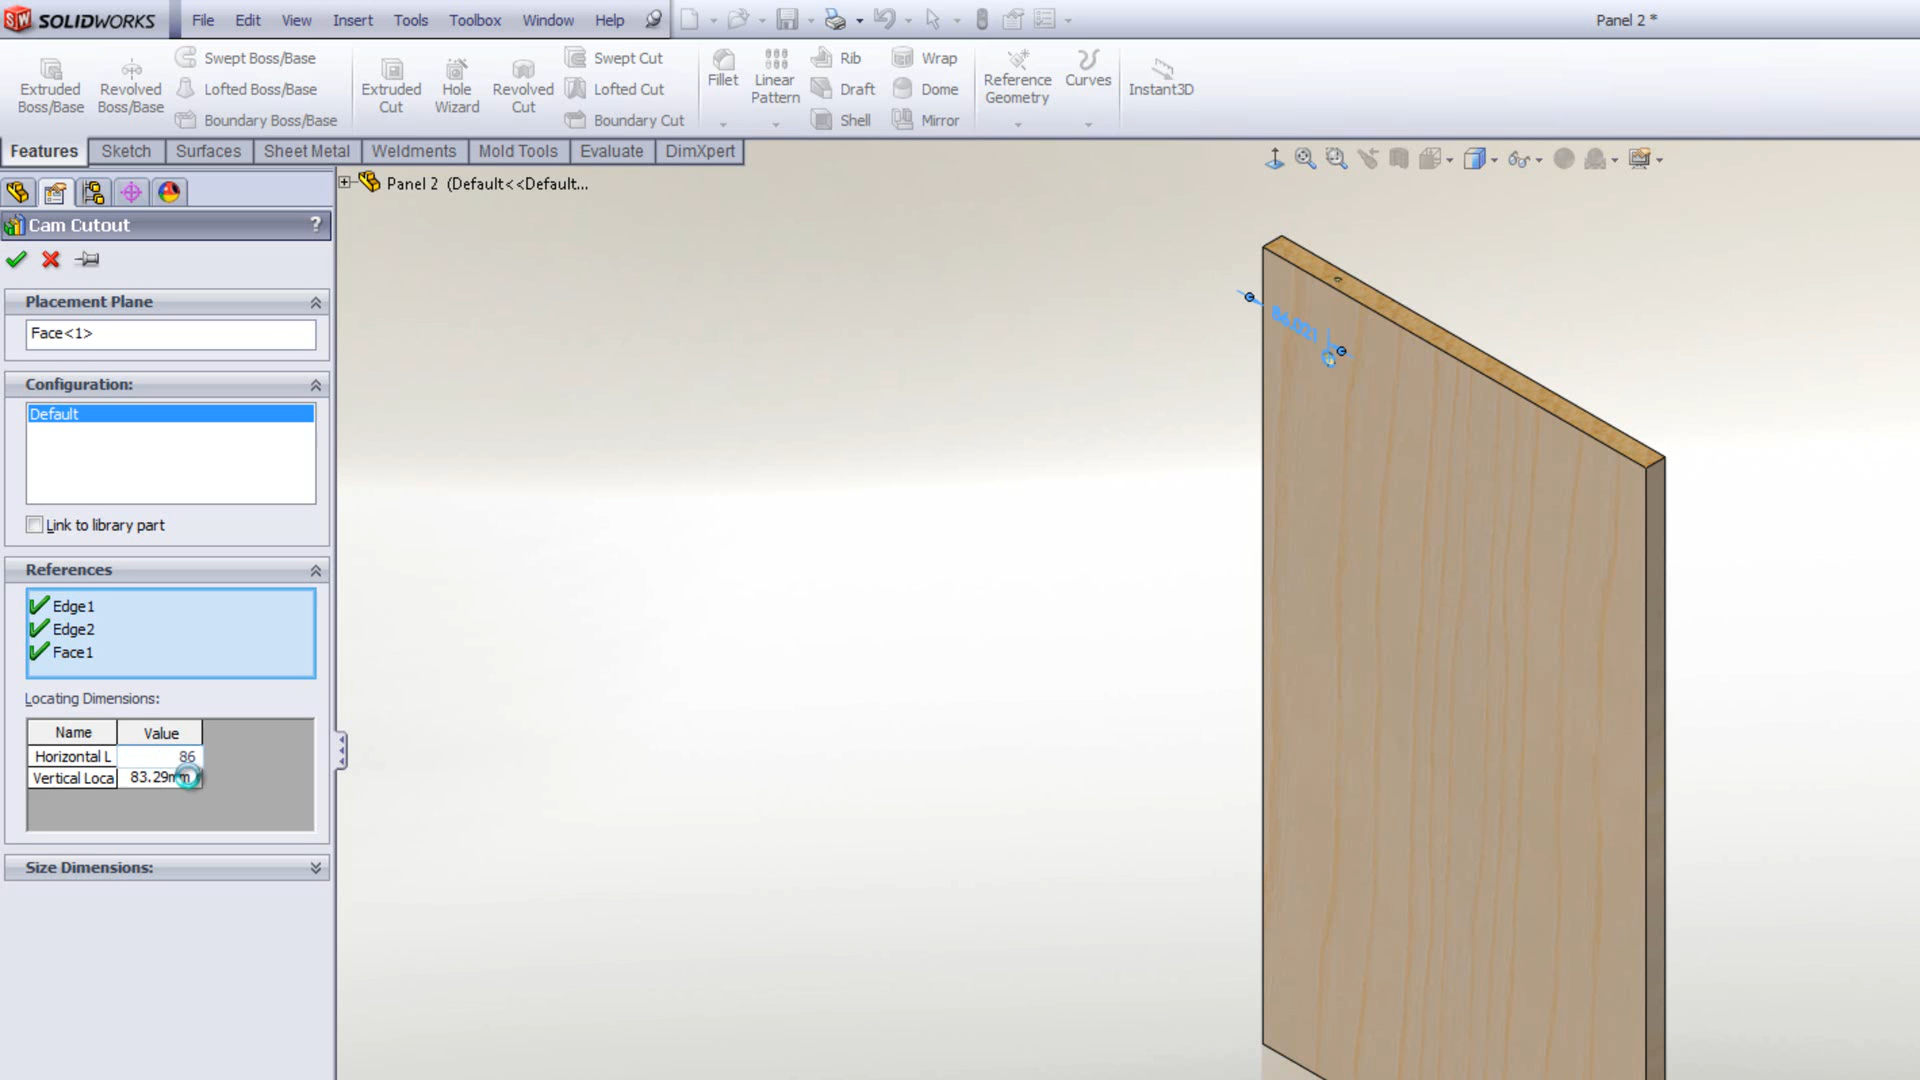 SW SOLIDWORKS File Edit View Insert Tools Toolbox Window Help Panel 2 *
Extruded Boss/Base
Revolved Boss/Base
Swept Boss/Base
Lofted Boss/Base
Boundary Boss/Base
Extruded Cut
Hole Wizard
Revolved Cut
Swept Cut
Lofted Cut
Boundary Cut
Fillet
Linear Pattern
Rib
Draft
Shell
Wrap
Dome
Mirror
Reference Geometry
Curves
Instant3D
Features Sketch Surfaces Sheet Metal Weldments Mold Tools Evaluate DimXpert
Panel 2 (Default<<Default...
Cam Cutout ?
Placement Plane
Face<1>
Configuration:
Default
Link to library part
References
Edge1
Edge2
Face1
Locating Dimensions:
Name Value
Horizontal L 86
Vertical Loca 83.29mm
Size Dimensions:
86.021